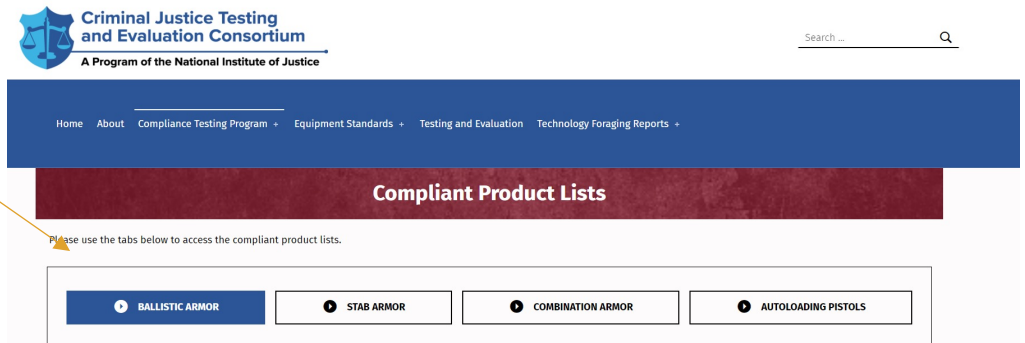 Criminal Justice Testing
and Evaluation Consortium
A Program of the National Institute of Justice
Search ...
Home About Compliance Testing Program + Equipment Standards + Testing and Evaluation Technology Foraging Reports +
Compliant Product Lists
Please use the tabs below to access the compliant product lists.
BALLISTIC ARMOR STAB ARMOR COMBINATION ARMOR AUTOLOADING PISTOLS